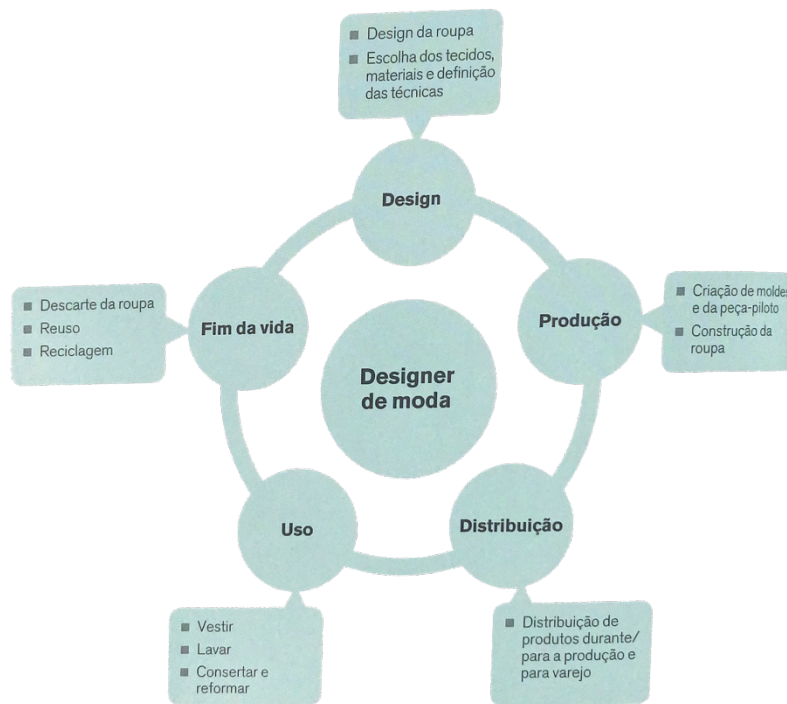 Design da roupa
Escolha dos tecidos,
materiais e definição
das técnicas
Design
Produção
Criação de moldes
e da peça-piloto
Construção da
roupa
Distribuição
Distribuição de
produtos durante/
para a produção e
para varejo
Uso
Vestir
Lavar
Consertar e
reformar
Fim da vida
Descarte da roupa
Reuso
Reciclagem
Designer
de moda